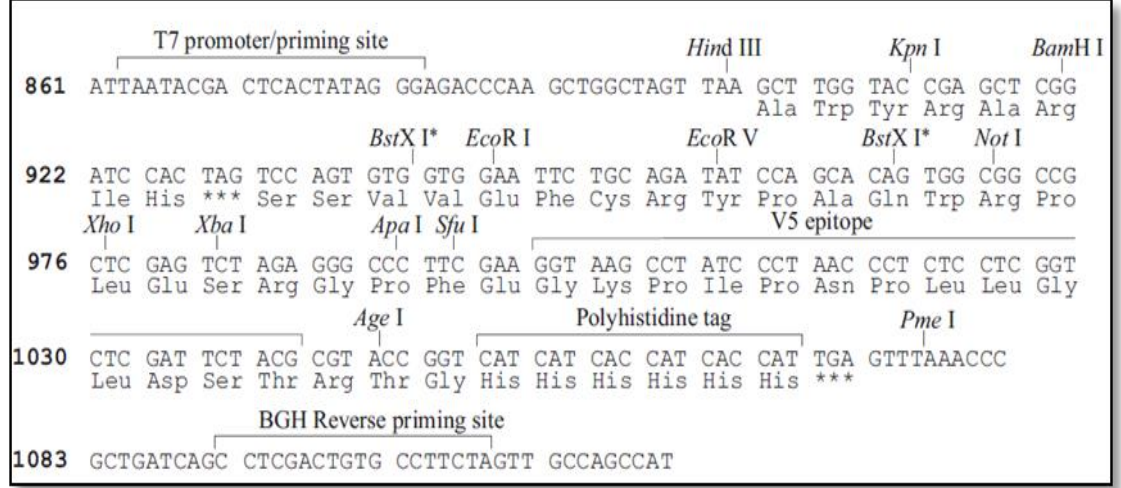 T7 promoter/priming site
Hind III Kpn I BamH I
861 ATTAATACGA CTCACTATAG GGAGACCCAA GCTGGCTAGT TAA GCT TGG TAC CGA GCT CGG
Ala Trp Tyr Arg Ala Arg
BstX I* EcoR I EcoR V BstX I* Not I
922 ATC CAC TAG TCC AGT GTG GTG GAA TTC TGC AGA TAT CCA GCA CAG TGG CGG CCG
Ile His *** Ser Ser Val Val Glu Phe Cys Arg Tyr Pro Ala Gln Trp Arg Pro
Xho I Xba I Apa I Sfu I V5 epitope
976 CTC GAG TCT AGA GGG CCC TTC GAA GGT AAG CCT ATC CCT AAC CCT CTC CTC GGT
Leu Glu Ser Arg Gly Pro Phe Glu Gly Lys Pro Ile Pro Asn Pro Leu Leu Gly
Age I Polyhistidine tag Pme I
1030 CTC GAT TCT ACG CGT ACC GGT CAT CAT CAC CAT CAC CAT TGA GTTTAAACCC
Leu Asp Ser Thr Arg Thr Gly His His His His His His ***
BGH Reverse priming site
1083 GCTGATCAGC CTCGACTGTG CCTTCTAGTT GCCAGCCAT